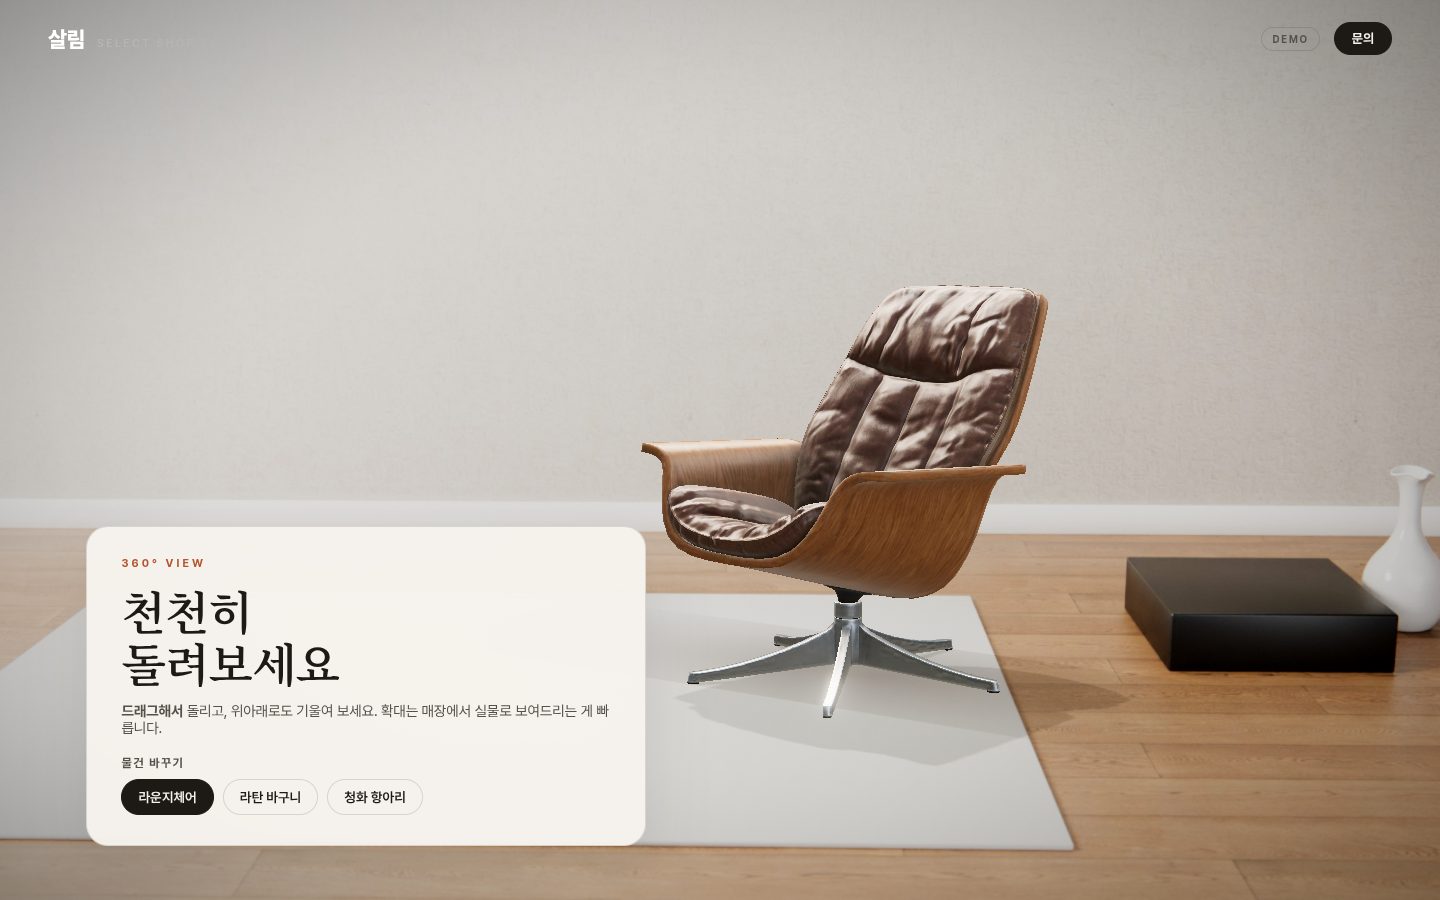 살림 SELECT SHOP
DEMO
문의
360° VIEW
천천히
돌려보세요
드래그해서 돌리고, 위아래로도 기울여 보세요. 확대는 매장에서 실물로 보여드리는 게 빠
릅니다.
물건 바꾸기
라운지체어
라탄 바구니
청화 항아리